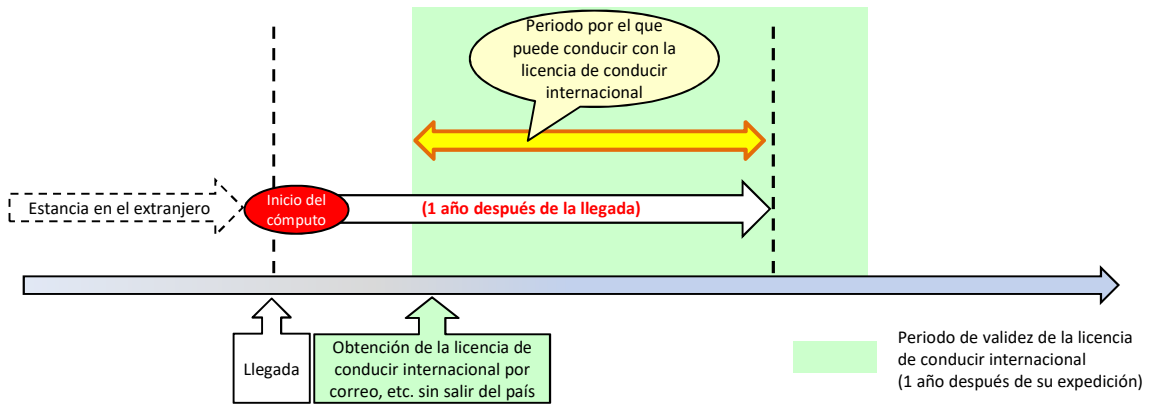 Periodo por el que
puede conducir con la
licencia de conducir
internacional
Estancia en el extranjero
Inicio del
cómputo
(1 año después de la llegada)
Llegada
Obtención de la licencia de
conducir internacional por
correo, etc. sin salir del país
Periodo de validez de la licencia
de conducir internacional
(1 año después de su expedición)